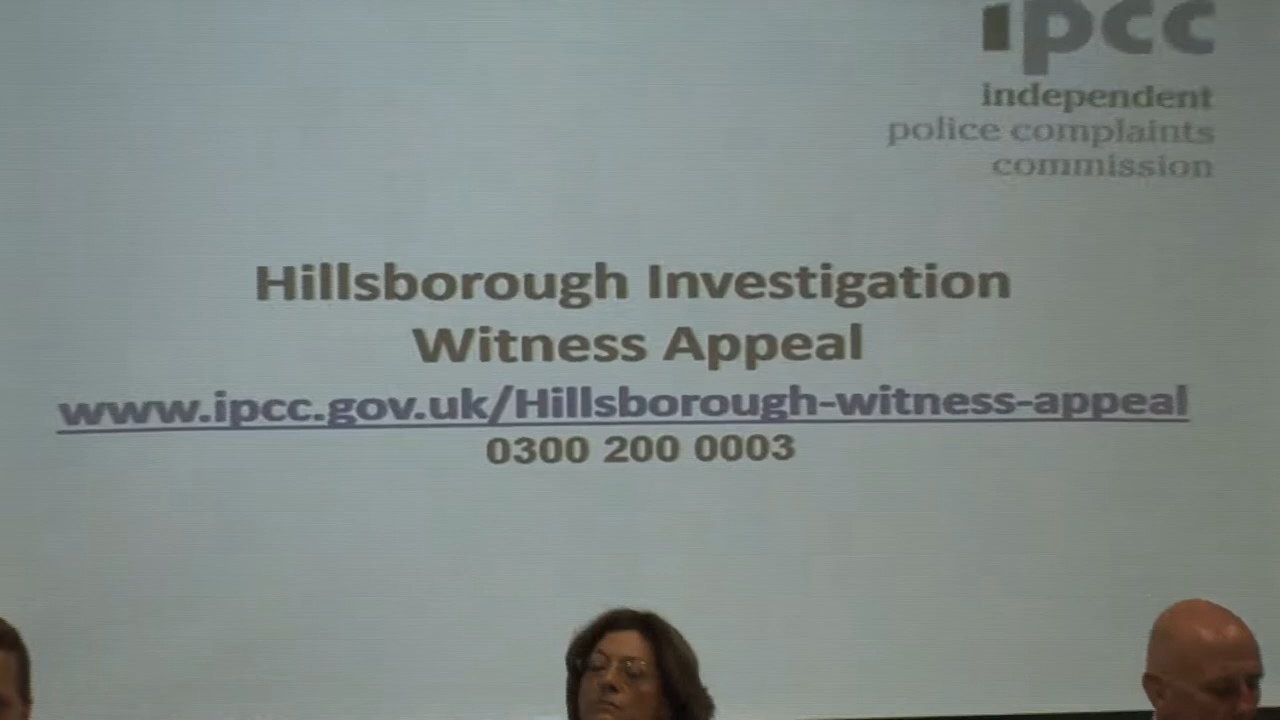 ipcc
independent
police complaints
commission
Hillsborough Investigation
Witness Appeal
www.ipcc.gov.uk/Hillsborough-witness-appeal
0300 200 0003